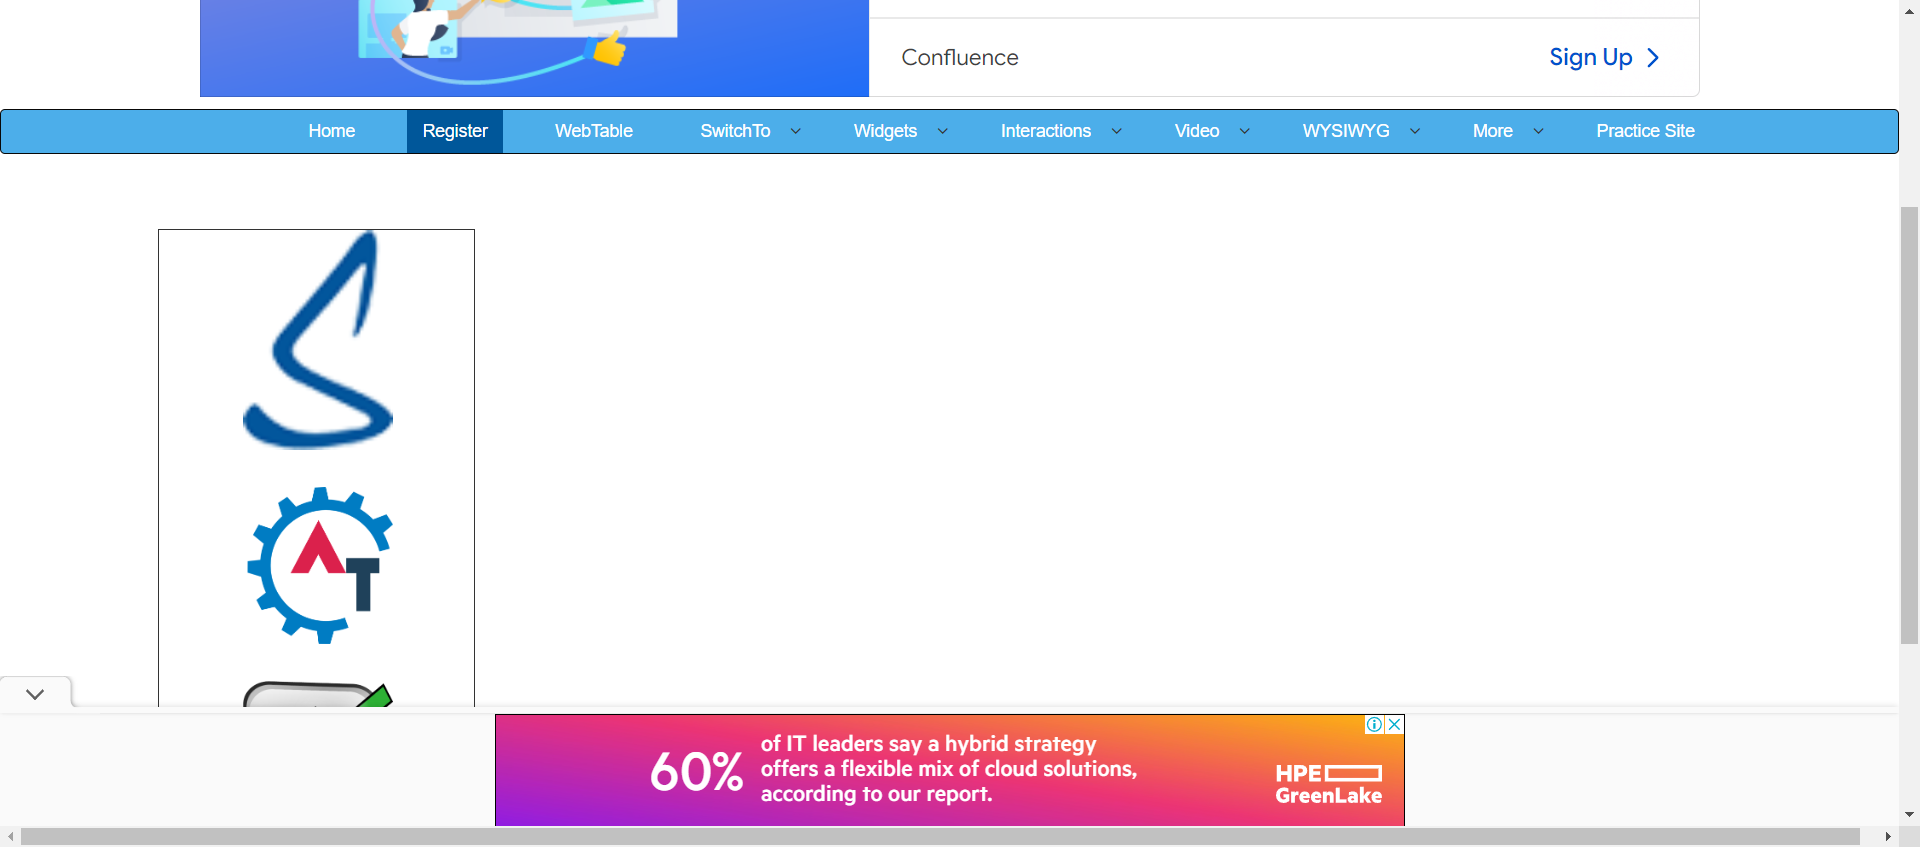 Confluence
Sign Up
Home Register WebTable SwitchTo Widgets Interactions Video WYSIWYG More Practice Site
AT
60% of IT leaders say a hybrid strategy
offers a flexible mix of cloud solutions,
according to our report.
HPE
GreenLake